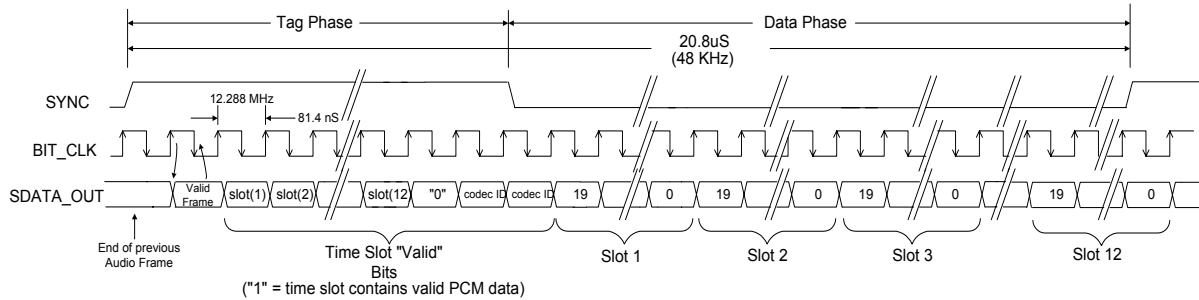 Tag Phase
Data Phase
20.8uS
(48 KHz)
SYNC
12.288 MHz
81.4 nS
BIT_CLK
SDATA_OUT
Valid
Frame
slot(1)
slot(2)
slot(12)
"0"
codec ID
codec ID
19
0
19
0
19
0
19
0
End of previous
Audio Frame
Time Slot "Valid"
Bits
("1" = time slot contains valid PCM data)
Slot 1
Slot 2
Slot 3
Slot 12